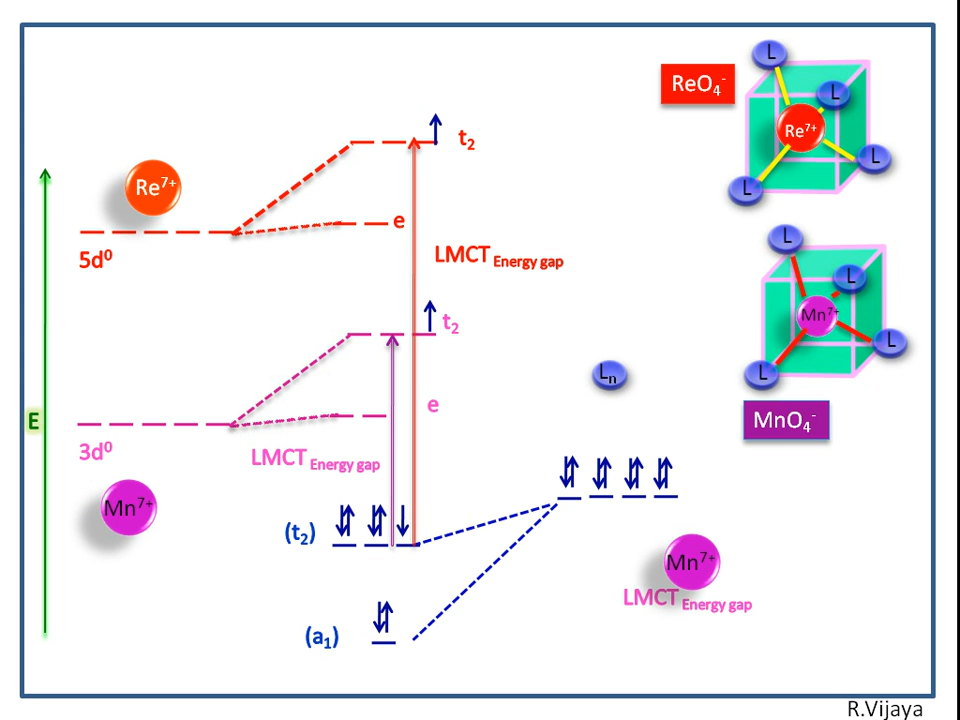 ReO₄⁻
L
L
Re⁷⁺
L
L
t₂
Re⁷⁺
e
5d⁰
LMCT Energy gap
L
L
Mn⁷⁺
L
L
t₂
Lₙ
E
e
MnO₄⁻
3d⁰
LMCT Energy gap
Mn⁷⁺
(t₂)
Mn⁷⁺
LMCT Energy gap
(a₁)
R.Vijaya